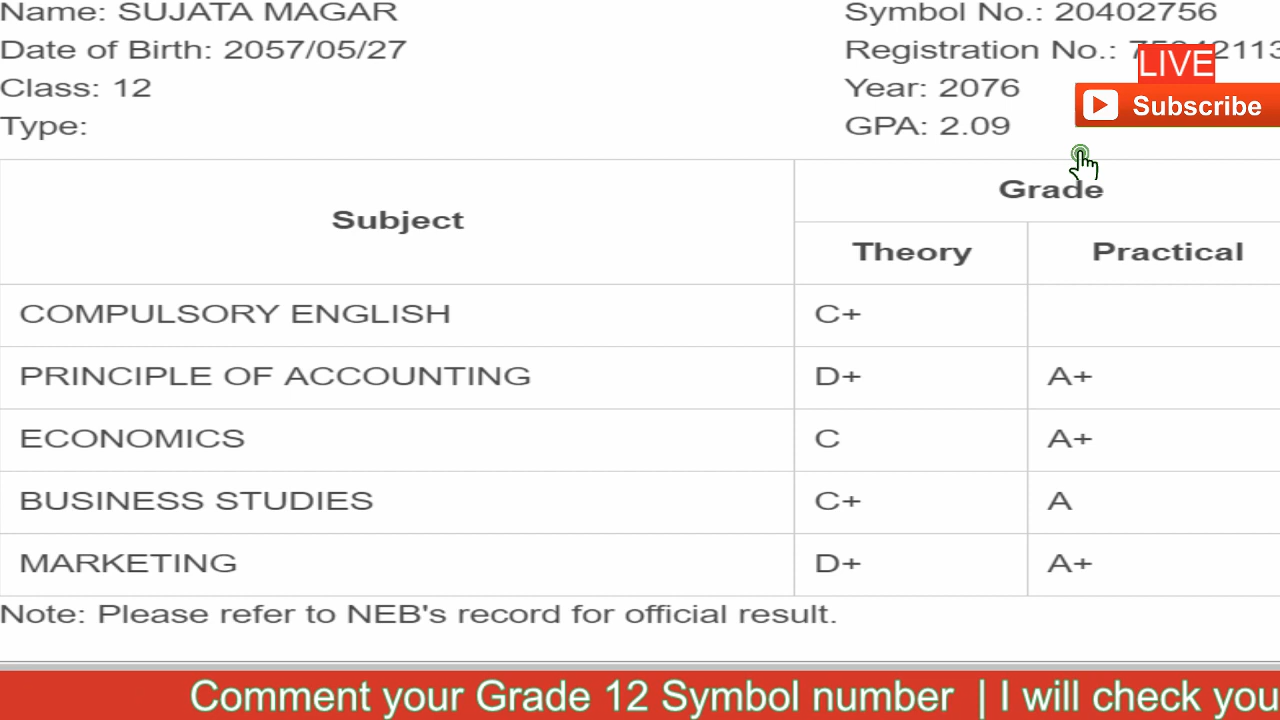 Name: SUJATA MAGAR
Symbol No.: 20402756
Date of Birth: 2057/05/27
Registration No.:
LIVE
Class: 12
Year: 2076
Subscribe
Type:
GPA: 2.09
Subject
Grade
Theory Practical
COMPULSORY ENGLISH C+
PRINCIPLE OF ACCOUNTING D+ A+
ECONOMICS C A+
BUSINESS STUDIES C+ A
MARKETING D+ A+
Note: Please refer to NEB's record for official result.
Comment your Grade 12 Symbol number | I will check you